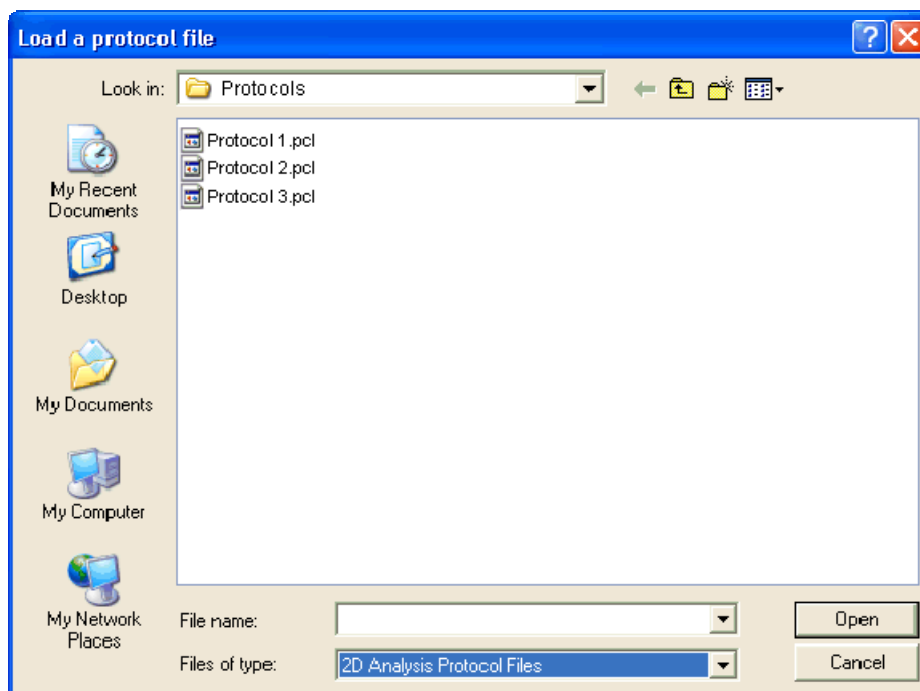 Load a protocol file
Look in: Protocols
Protocol 1.pcl
Protocol 2.pcl
Protocol 3.pcl
My Recent
Documents
Desktop
My Documents
My Computer
My Network
Places
File name:
Open
Files of type: 2D Analysis Protocol Files
Cancel